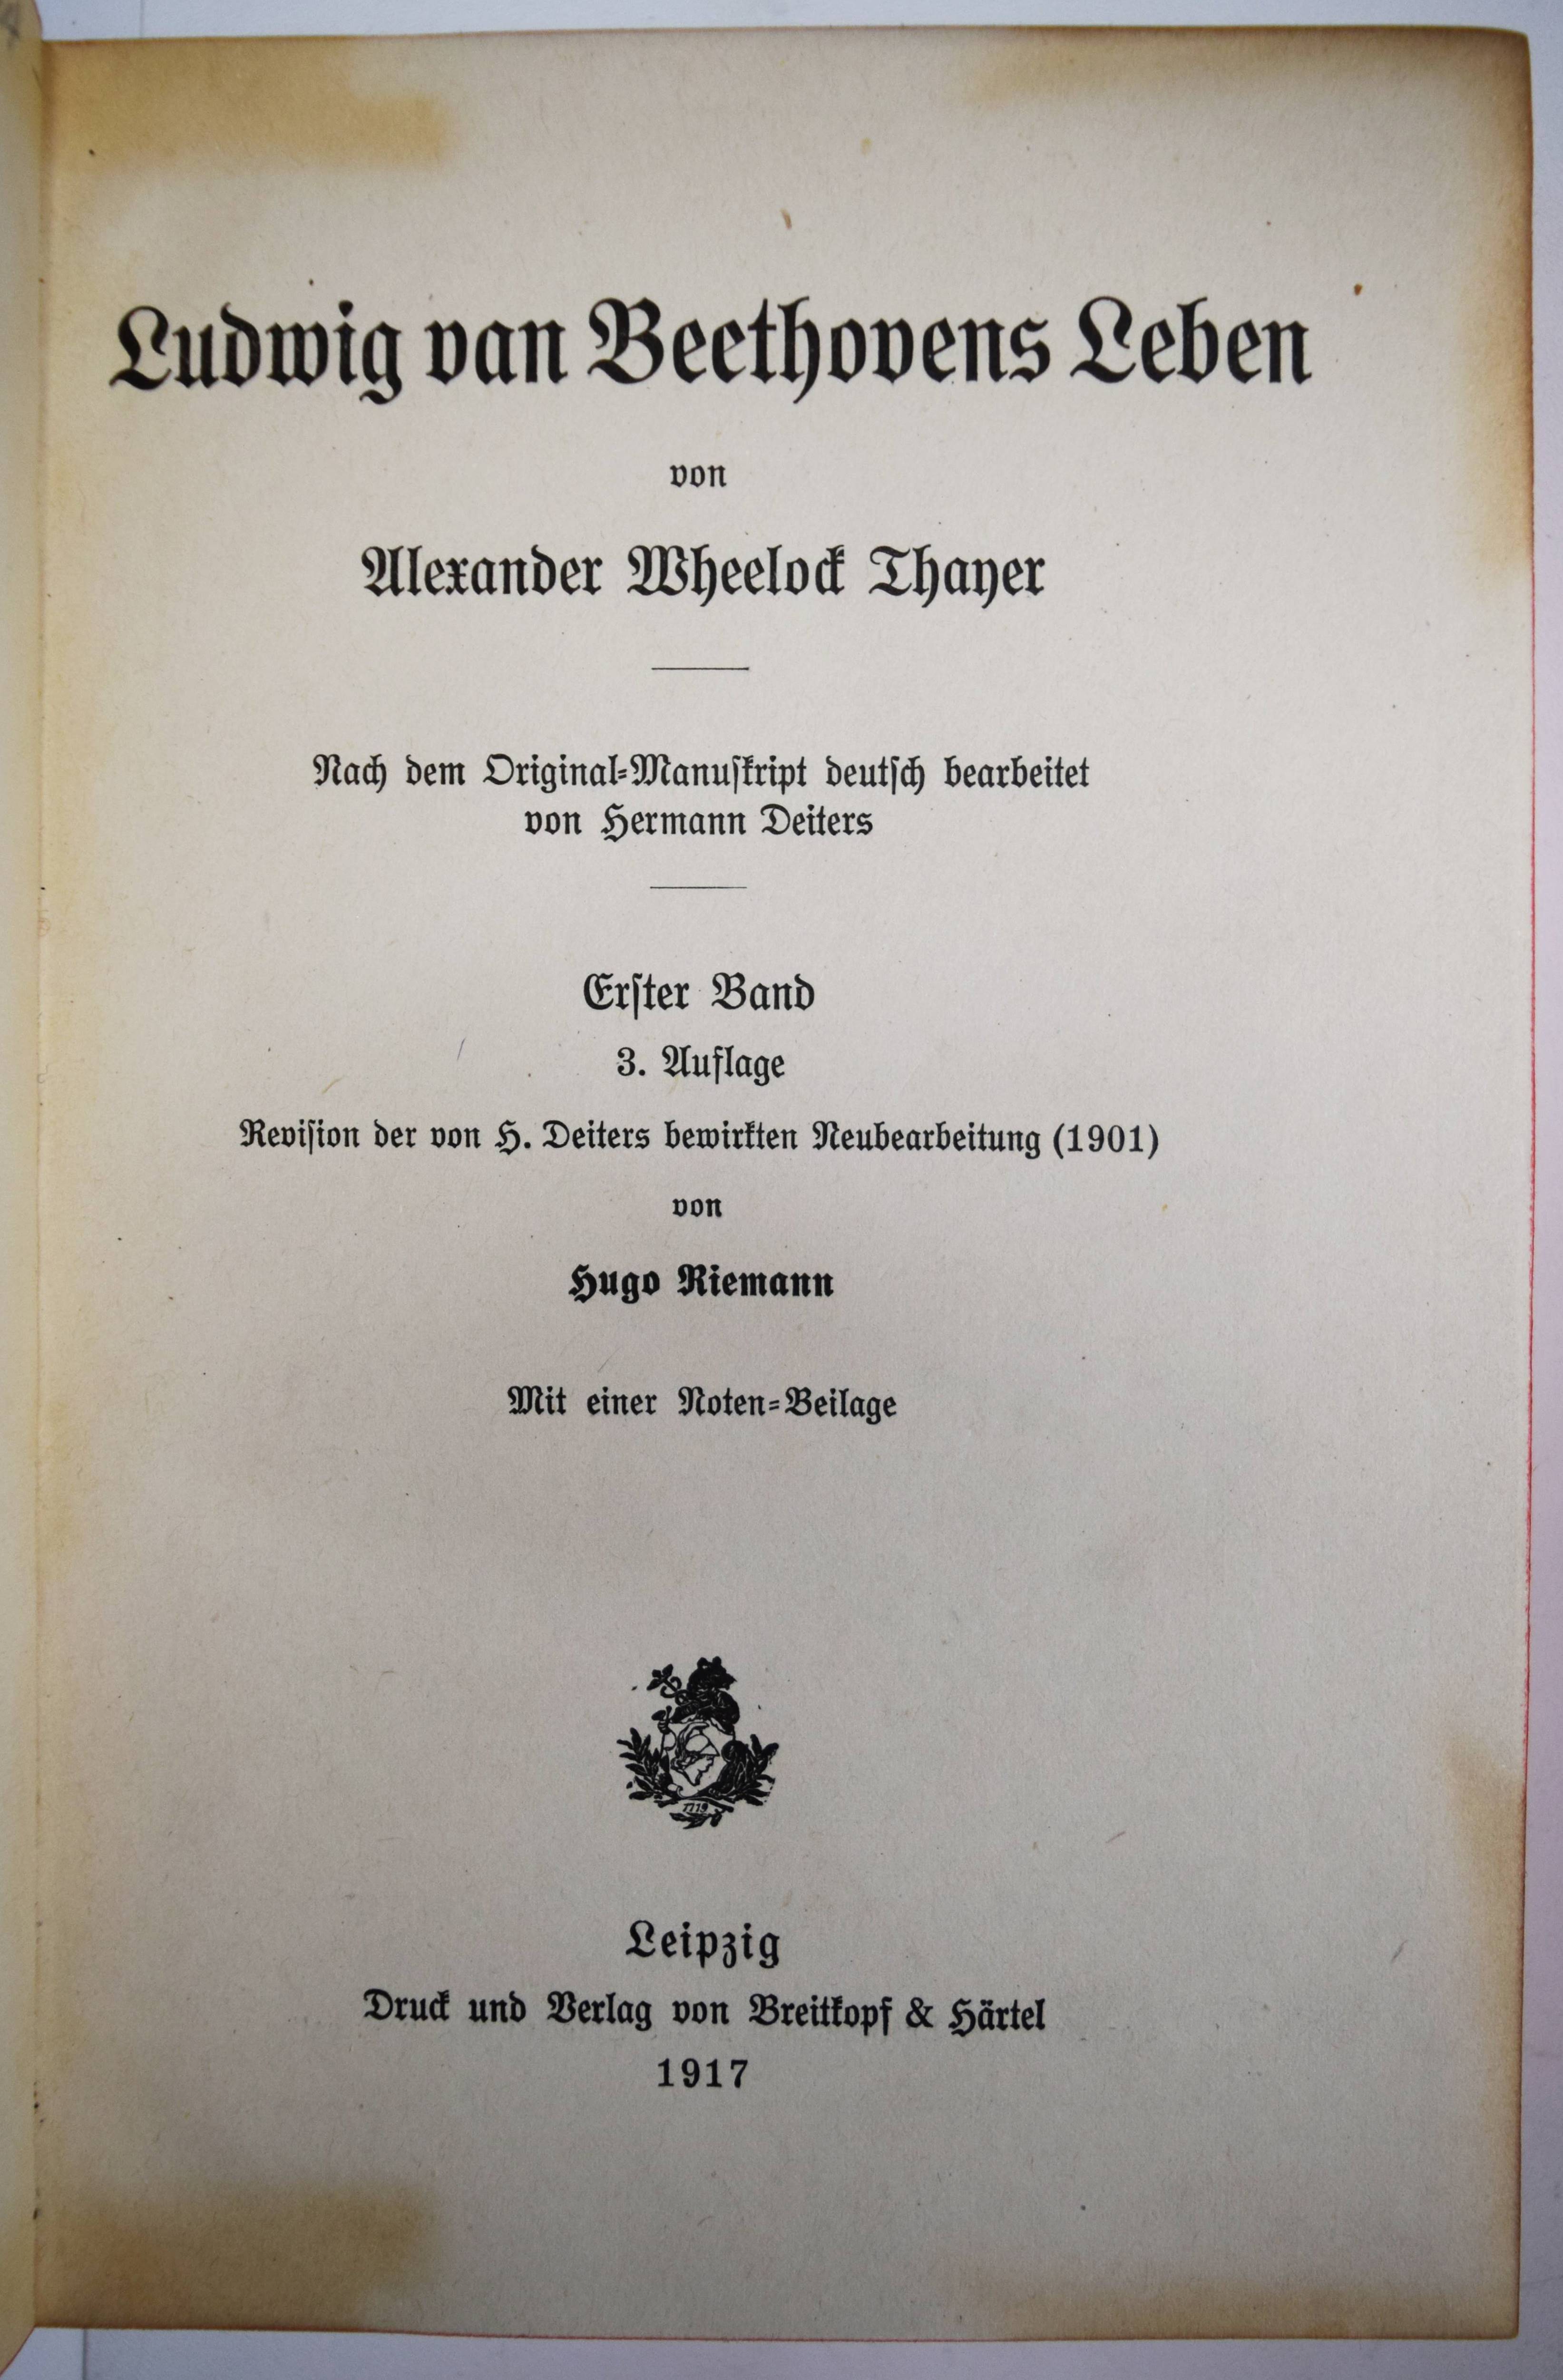 Ludwig van Beethovens Leben
von
Alexander Wheelock Thayer
Nach dem Original-Manuskript deutsch bearbeitet
von Hermann Deiters
Erster Band
3. Auflage
Revision der von H. Deiters bewirkten Neubearbeitung (1901)
von
Hugo Riemann
Mit einer Noten-Beilage
1719
Leipzig
Druck und Verlag von Breitkopf & Härtel
1917